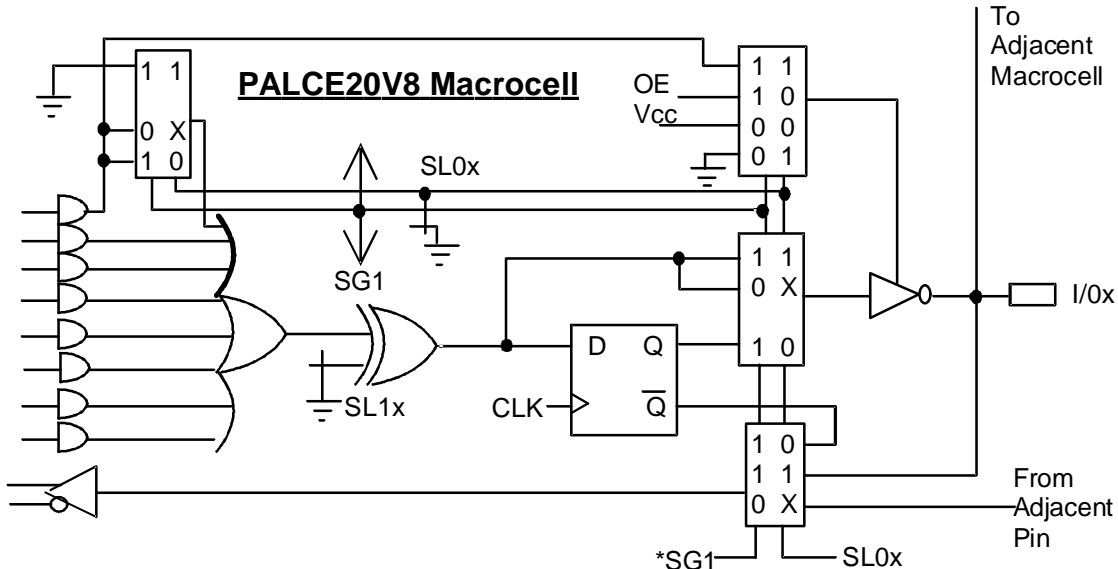 To
Adjacent
Macrocell
PALCE20V8 Macrocell
1 1
0 X
1 0
OE
Vcc
1 1
1 0
0 0
0 1
SL0x
SG1
1 1
0 X
1 0
I/0x
D Q
CLK
Q
SL1x
1 0
1 1
0 X
From
Adjacent
Pin
*SG1
SL0x